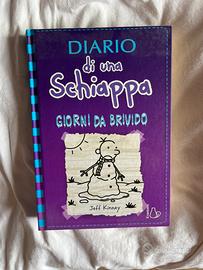 DIARIO
di una
Schiappa
GIORNI DA BRIVIDO
Jeff Kinney